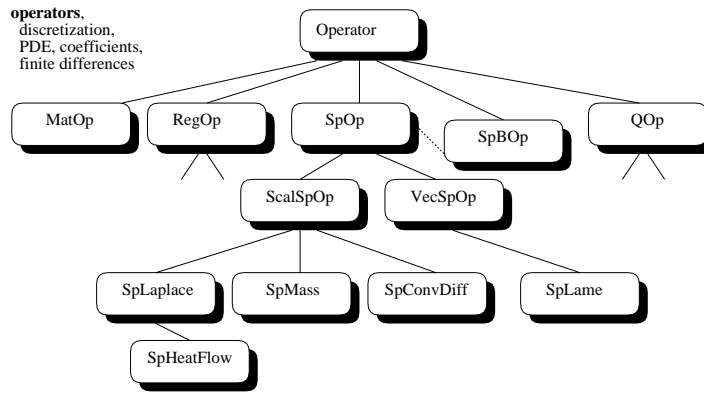 operators,
discretization,
PDE, coefficients,
finite differences
Operator
MatOp
RegOp
SpOp
SpBOp
QOp
ScalSpOp
VecSpOp
SpLaplace
SpMass
SpConvDiff
SpLame
SpHeatFlow